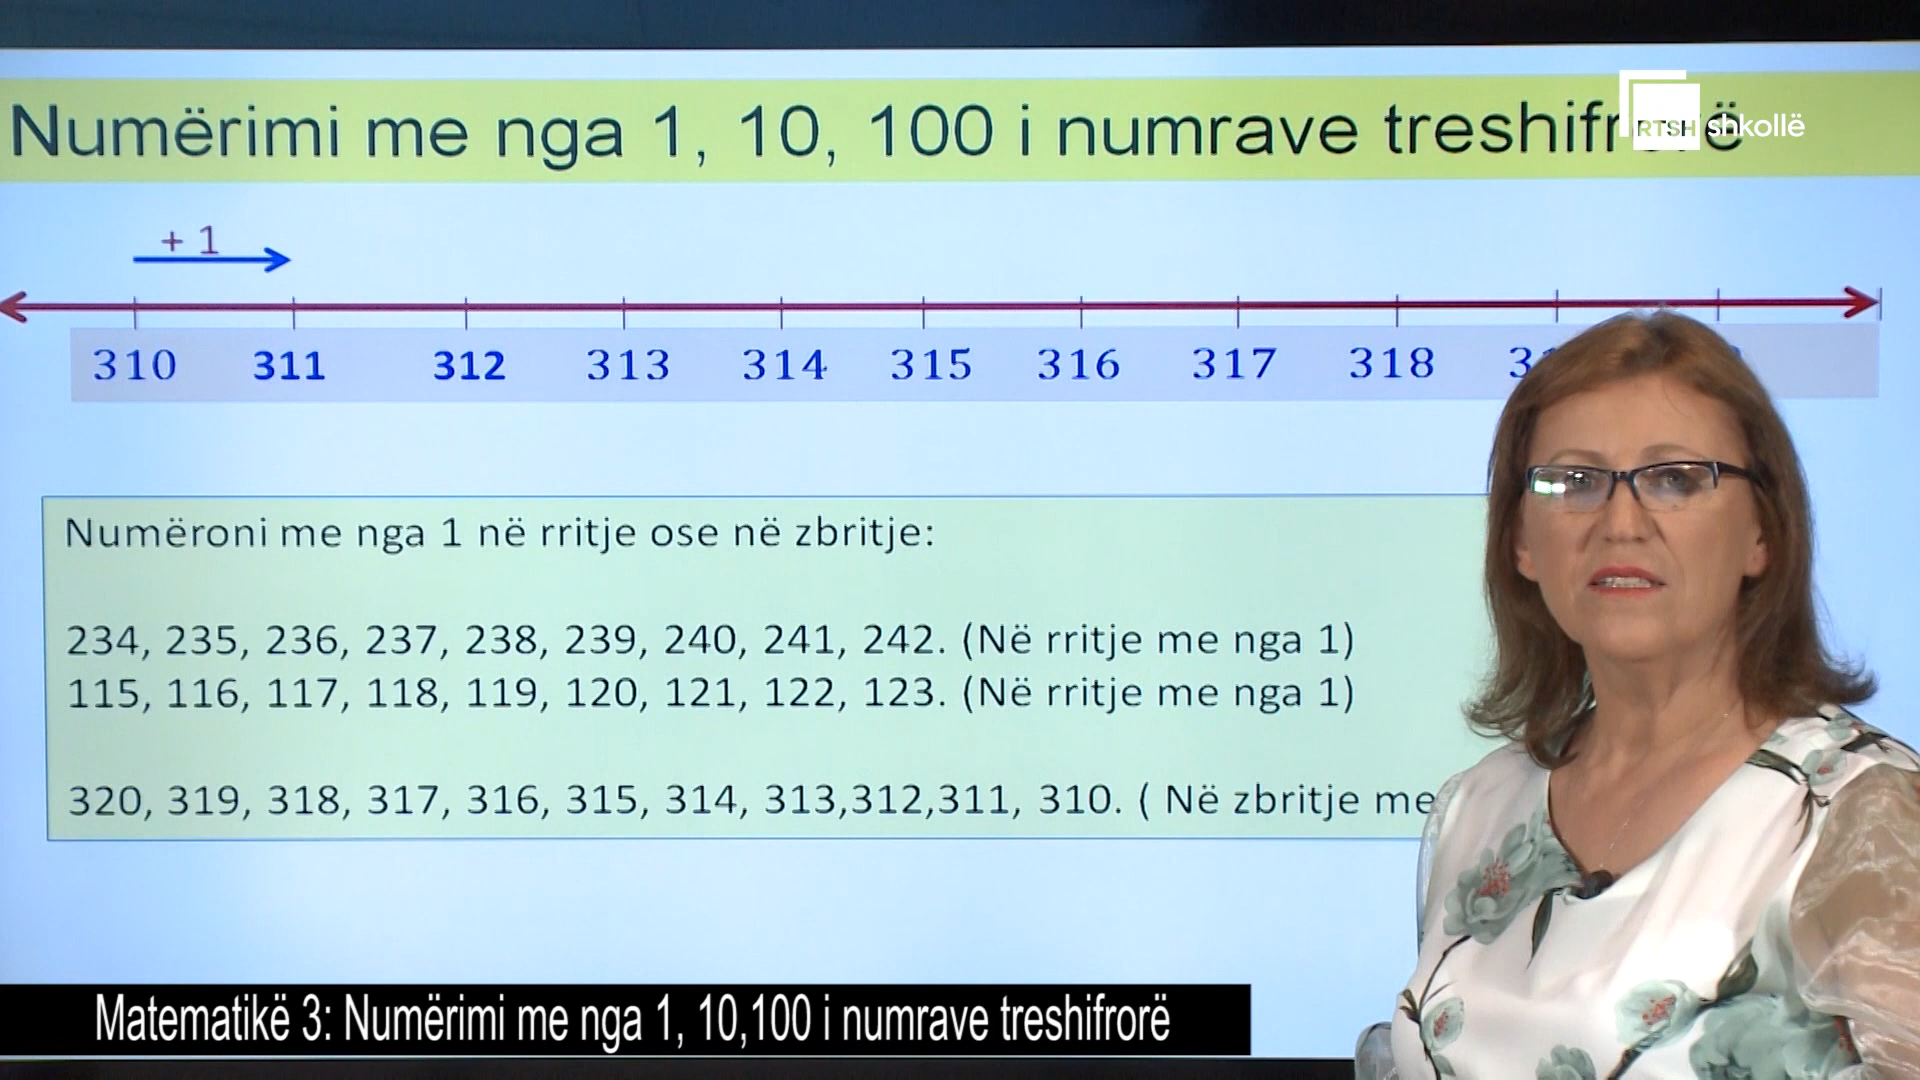 Numërimi me nga 1, 10, 100 i numrave treshifrorë
RTSH shkollë
+ 1
310 311 312 313 314 315 316 317 318
Numëroni me nga 1 në rritje ose në zbritje:
234, 235, 236, 237, 238, 239, 240, 241, 242. (Në rritje me nga 1)
115, 116, 117, 118, 119, 120, 121, 122, 123. (Në rritje me nga 1)
320, 319, 318, 317, 316, 315, 314, 313,312,311, 310. ( Në zbritje me
Matematikë 3: Numërimi me nga 1, 10,100 i numrave treshifrorë